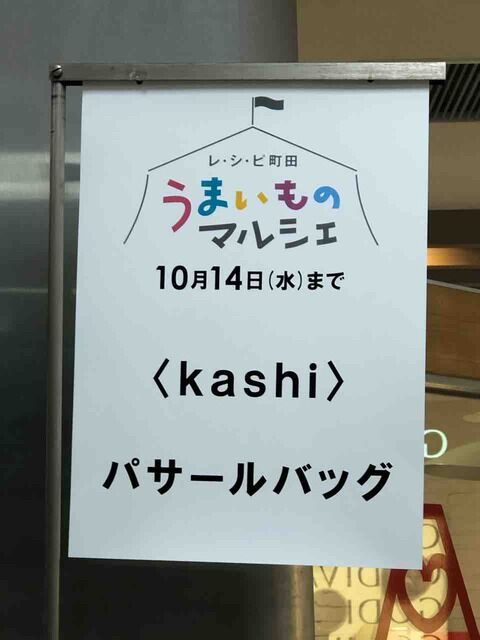 レ・シ・ピ町田
うまいもの
マルシェ
10月14日(水)まで
〈kashi〉
パサールバッグ